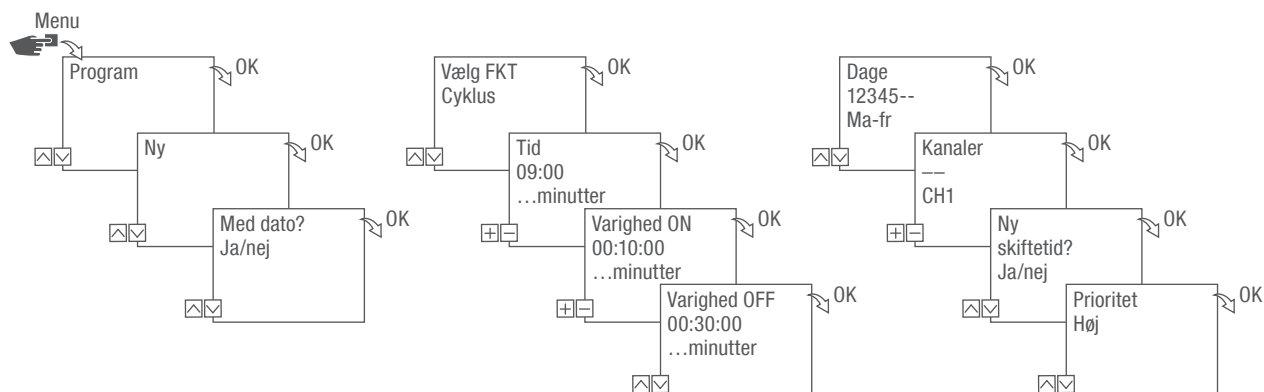 Menu
Program
OK
Ny
OK
Med dato?
Ja/nej
OK
Vælg FKT
Cyklus
OK
Tid
09:00
…minutter
OK
Varighed ON
00:10:00
…minutter
OK
Varighed OFF
00:30:00
…minutter
OK
Dage
12345--
Ma-fr
OK
Kanaler
––
CH1
OK
Ny
skiftetid?
Ja/nej
OK
Prioritet
Høj
OK